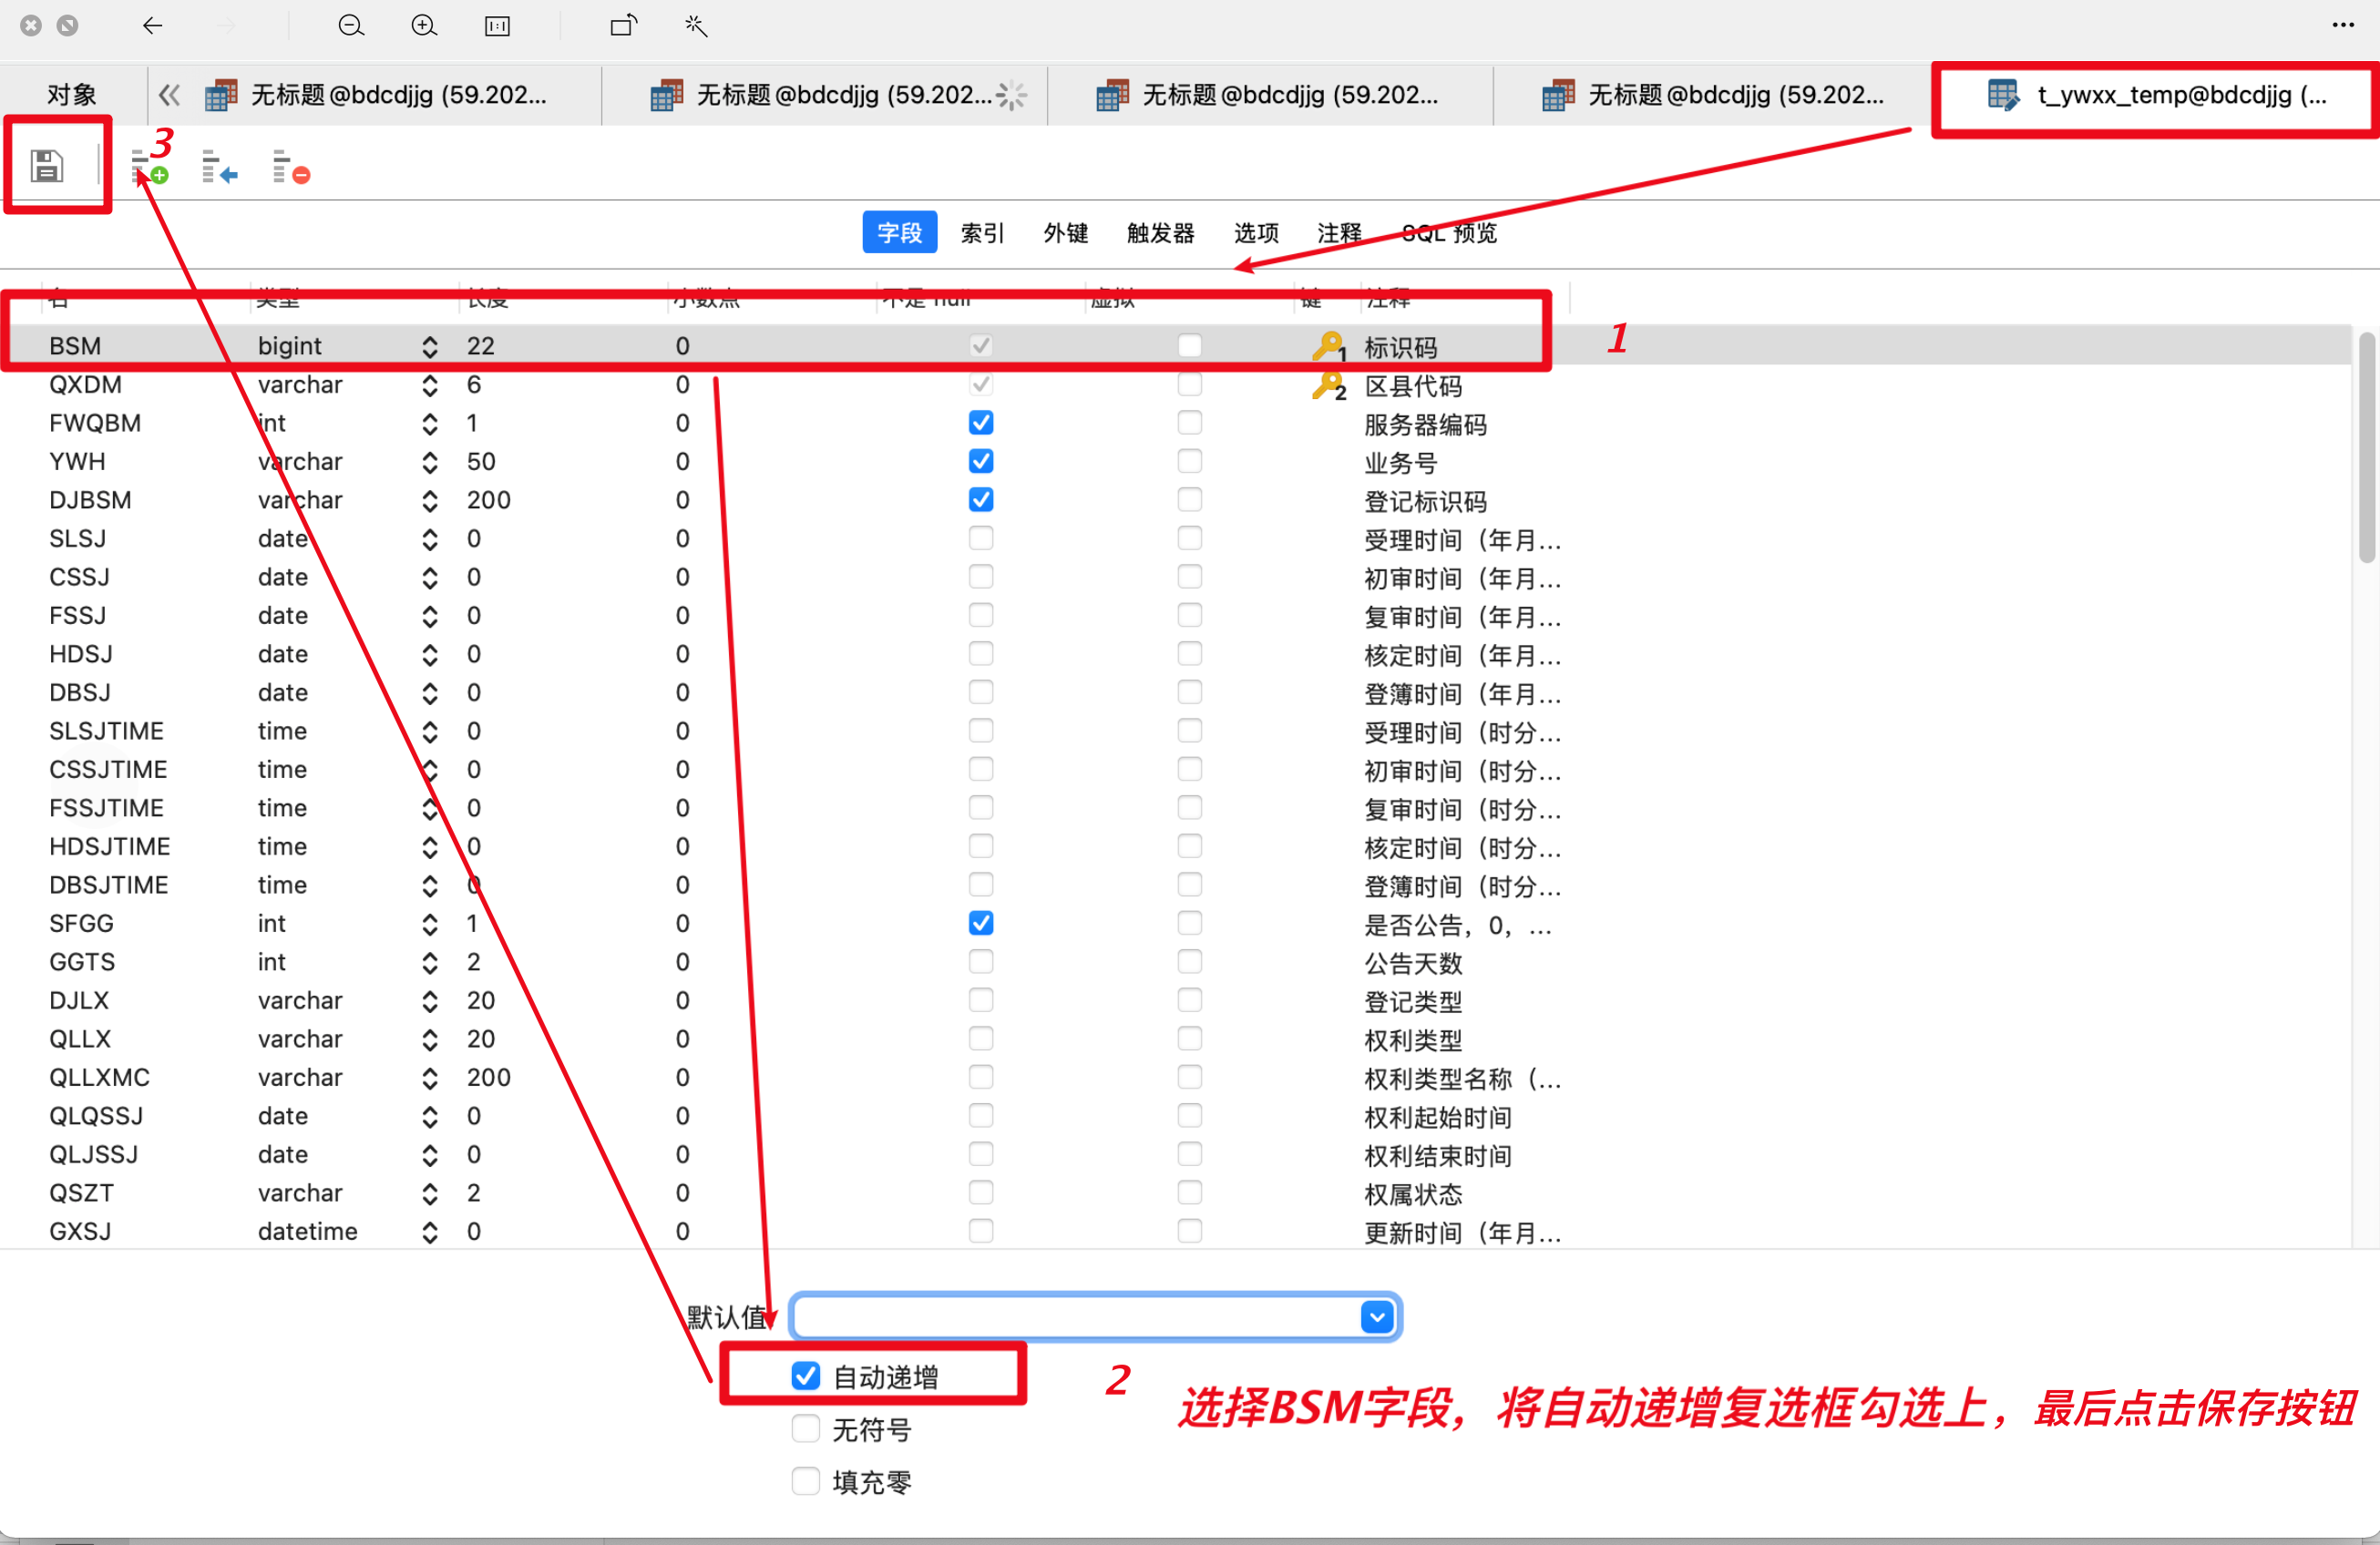 对象
无标题 @bdcdjjg (59.202...
无标题 @bdcdjjg (59.202...
无标题 @bdcdjjg (59.202...
无标题 @bdcdjjg (59.202...
t_ywxx_temp@bdcdjjg (...
3
字段 索引 外键 触发器 选项 注释 SQL 预览
名 类型 长度 小数点 不是 null 虚拟 键 注释
BSM bigint 22 0 1 标识码
1
QXDM varchar 6 0 2 区县代码
FWQBM int 1 0 服务器编码
YWH varchar 50 0 业务号
DJBSM varchar 200 0 登记标识码
SLSJ date 0 0 受理时间（年月...
CSSJ date 0 0 初审时间（年月...
FSSJ date 0 0 复审时间（年月...
HDSJ date 0 0 核定时间（年月...
DBSJ date 0 0 登簿时间（年月...
SLSJTIME time 0 0 受理时间（时分...
CSSJTIME time 0 0 初审时间（时分...
FSSJTIME time 0 0 复审时间（时分...
HDSJTIME time 0 0 核定时间（时分...
DBSJTIME time 0 0 登簿时间（时分...
SFGG int 1 0 是否公告，0，...
GGTS int 2 0 公告天数
DJLX varchar 20 0 登记类型
QLLX varchar 20 0 权利类型
QLLXMC varchar 200 0 权利类型名称（...
QLQSSJ date 0 0 权利起始时间
QLJSSJ date 0 0 权利结束时间
QSZT varchar 2 0 权属状态
GXSJ datetime 0 0 更新时间（年月...
默认值
自动递增
2
选择BSM字段，将自动递增复选框勾选上，最后点击保存按钮
无符号
填充零